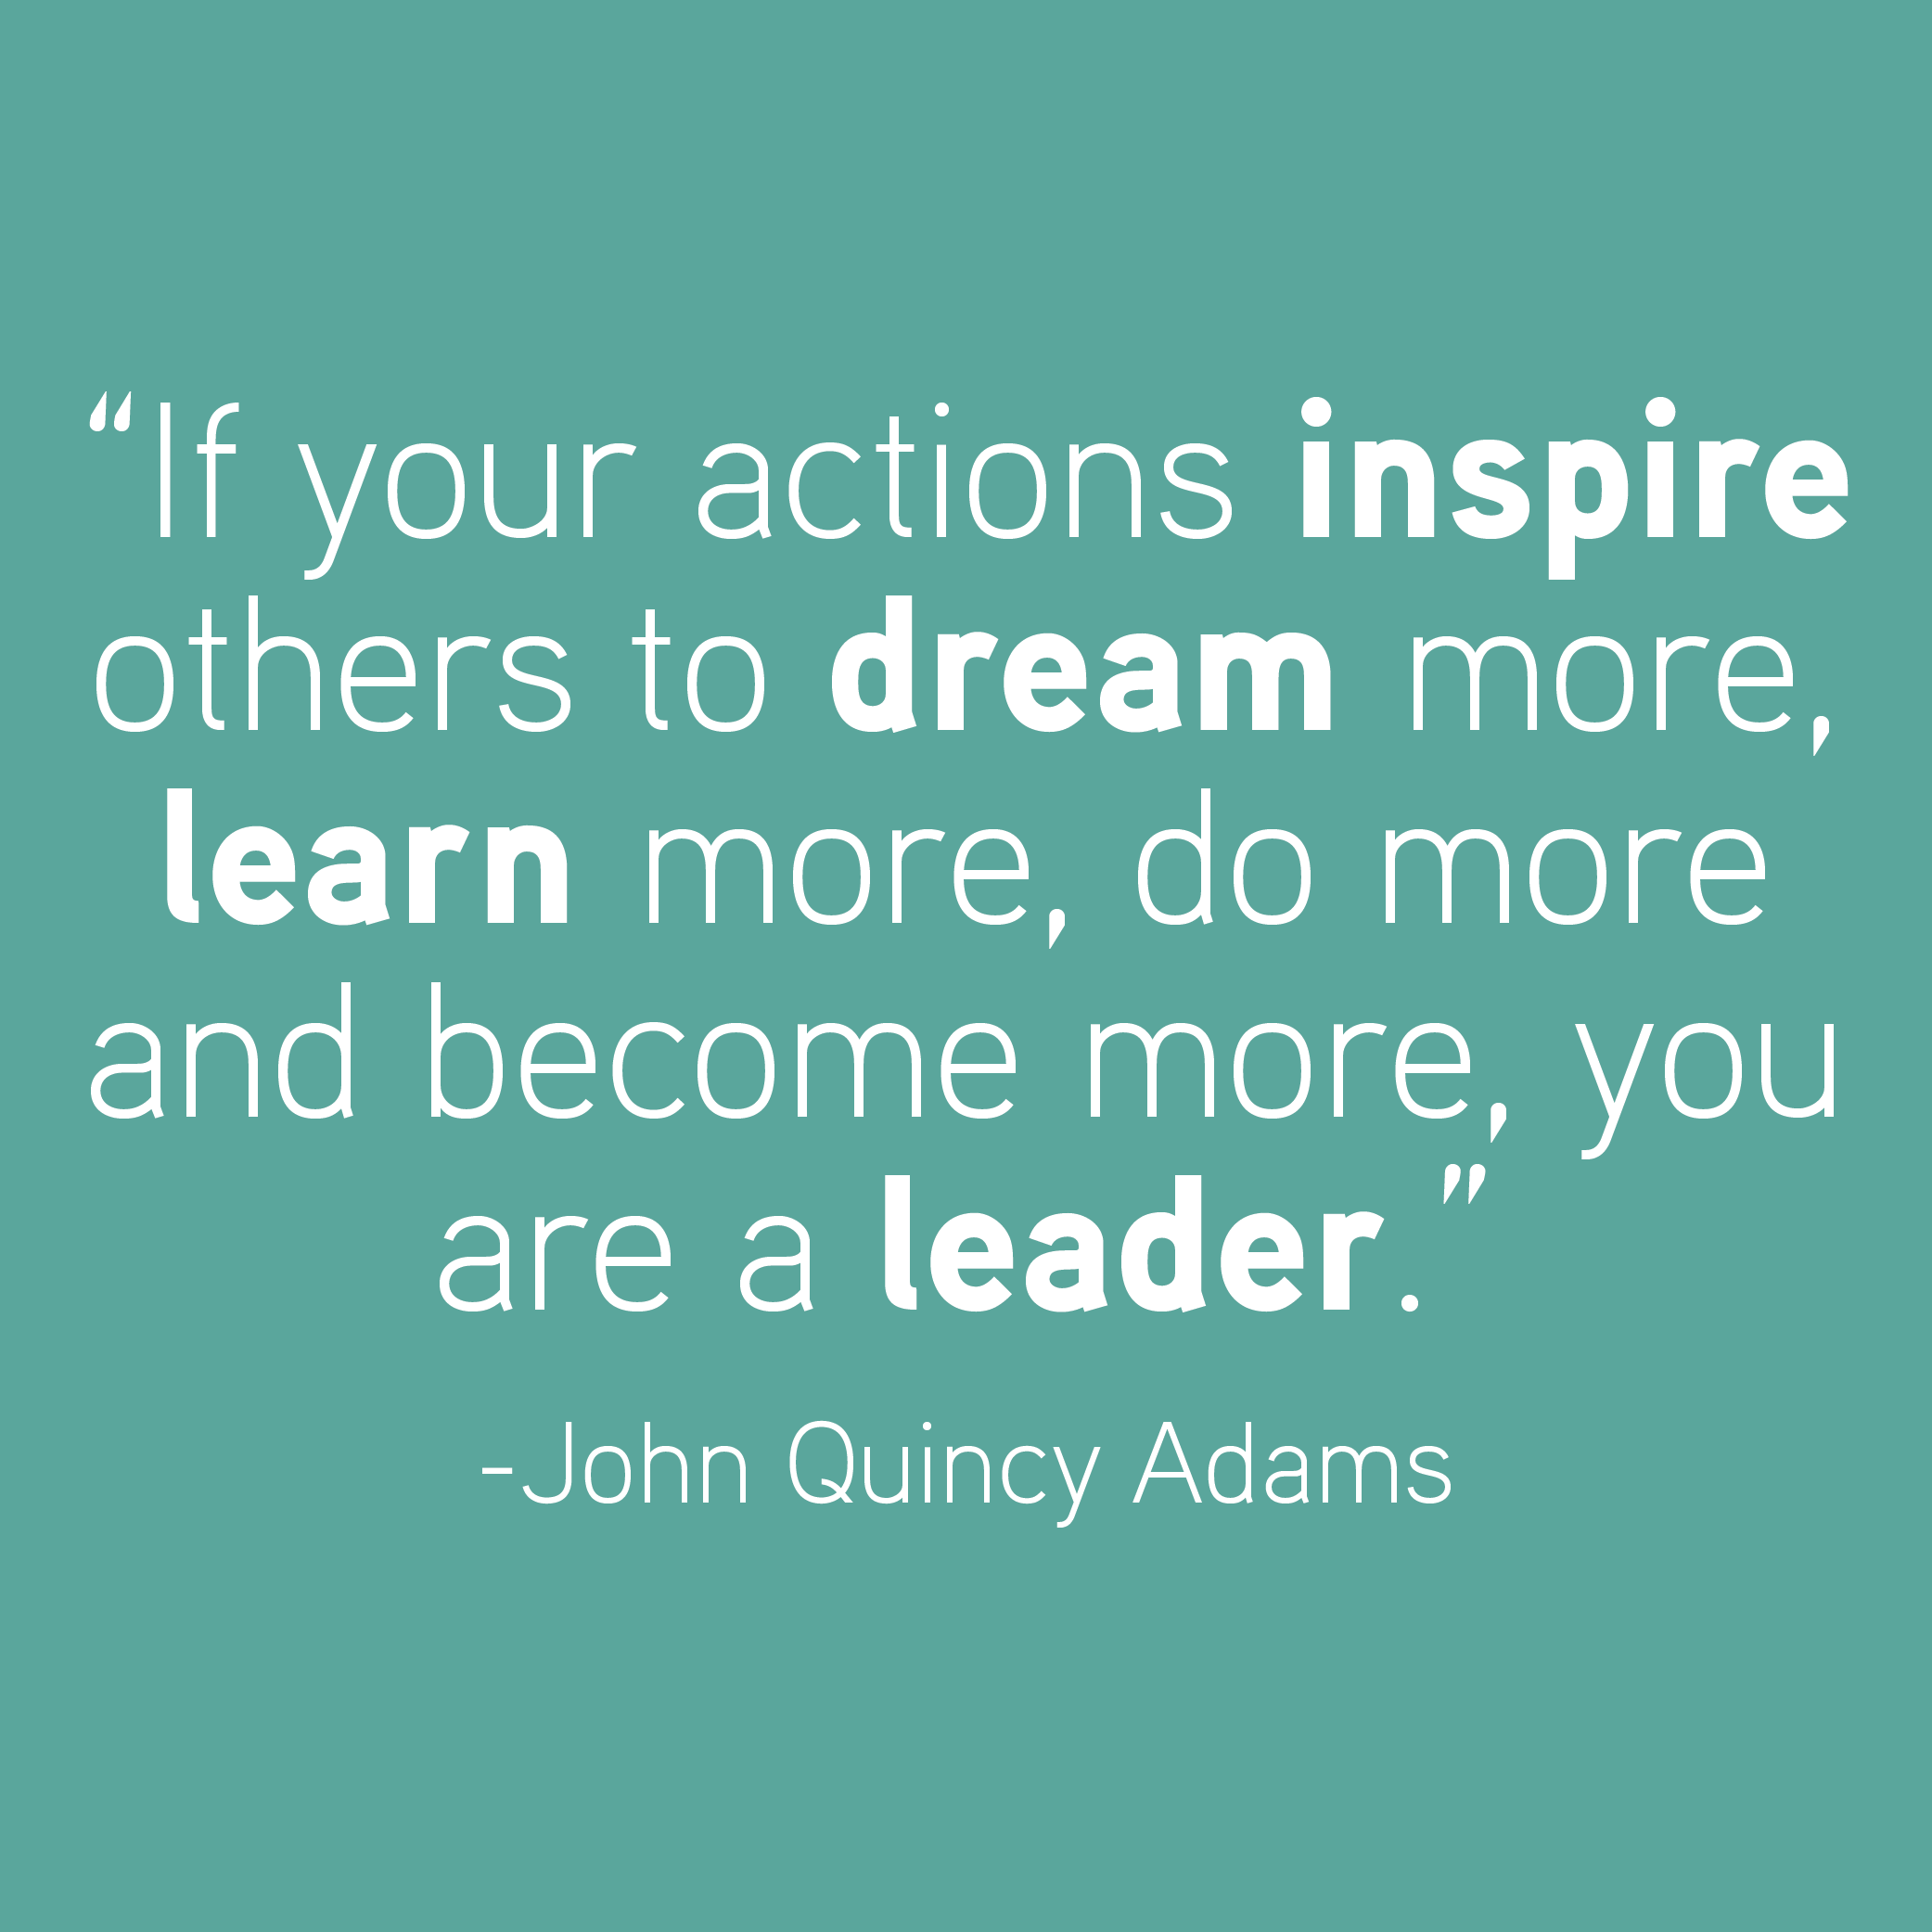 “If your actions inspire
others to dream more,
learn more, do more
and become more, you
are a leader.”
-John Quincy Adams